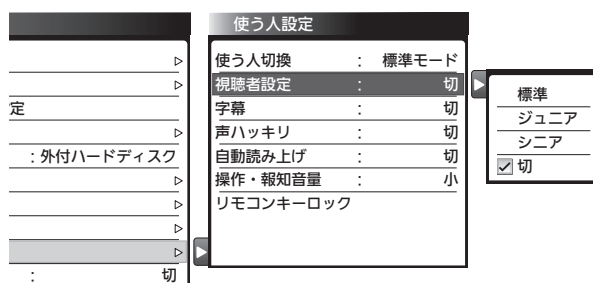 定
: 外付ハードディスク
: 切
使う人設定
使う人切換 : 標準モード
視聴者設定 : 切
字幕 : 切
声ハッキリ : 切
自動読み上げ : 切
操作・報知音量 : 小
リモコンキーロック
標準
ジュニア
シニア
切